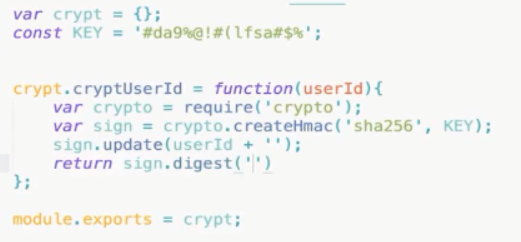 var crypt = {};
const KEY = '#da9%@!#(lfsa#$%';
crypt.cryptUserId = function(userId){
var crypto = require('crypto');
var sign = crypto.createHmac('sha256', KEY);
sign.update(userId + '');
return sign.digest('')
};
module.exports = crypt;